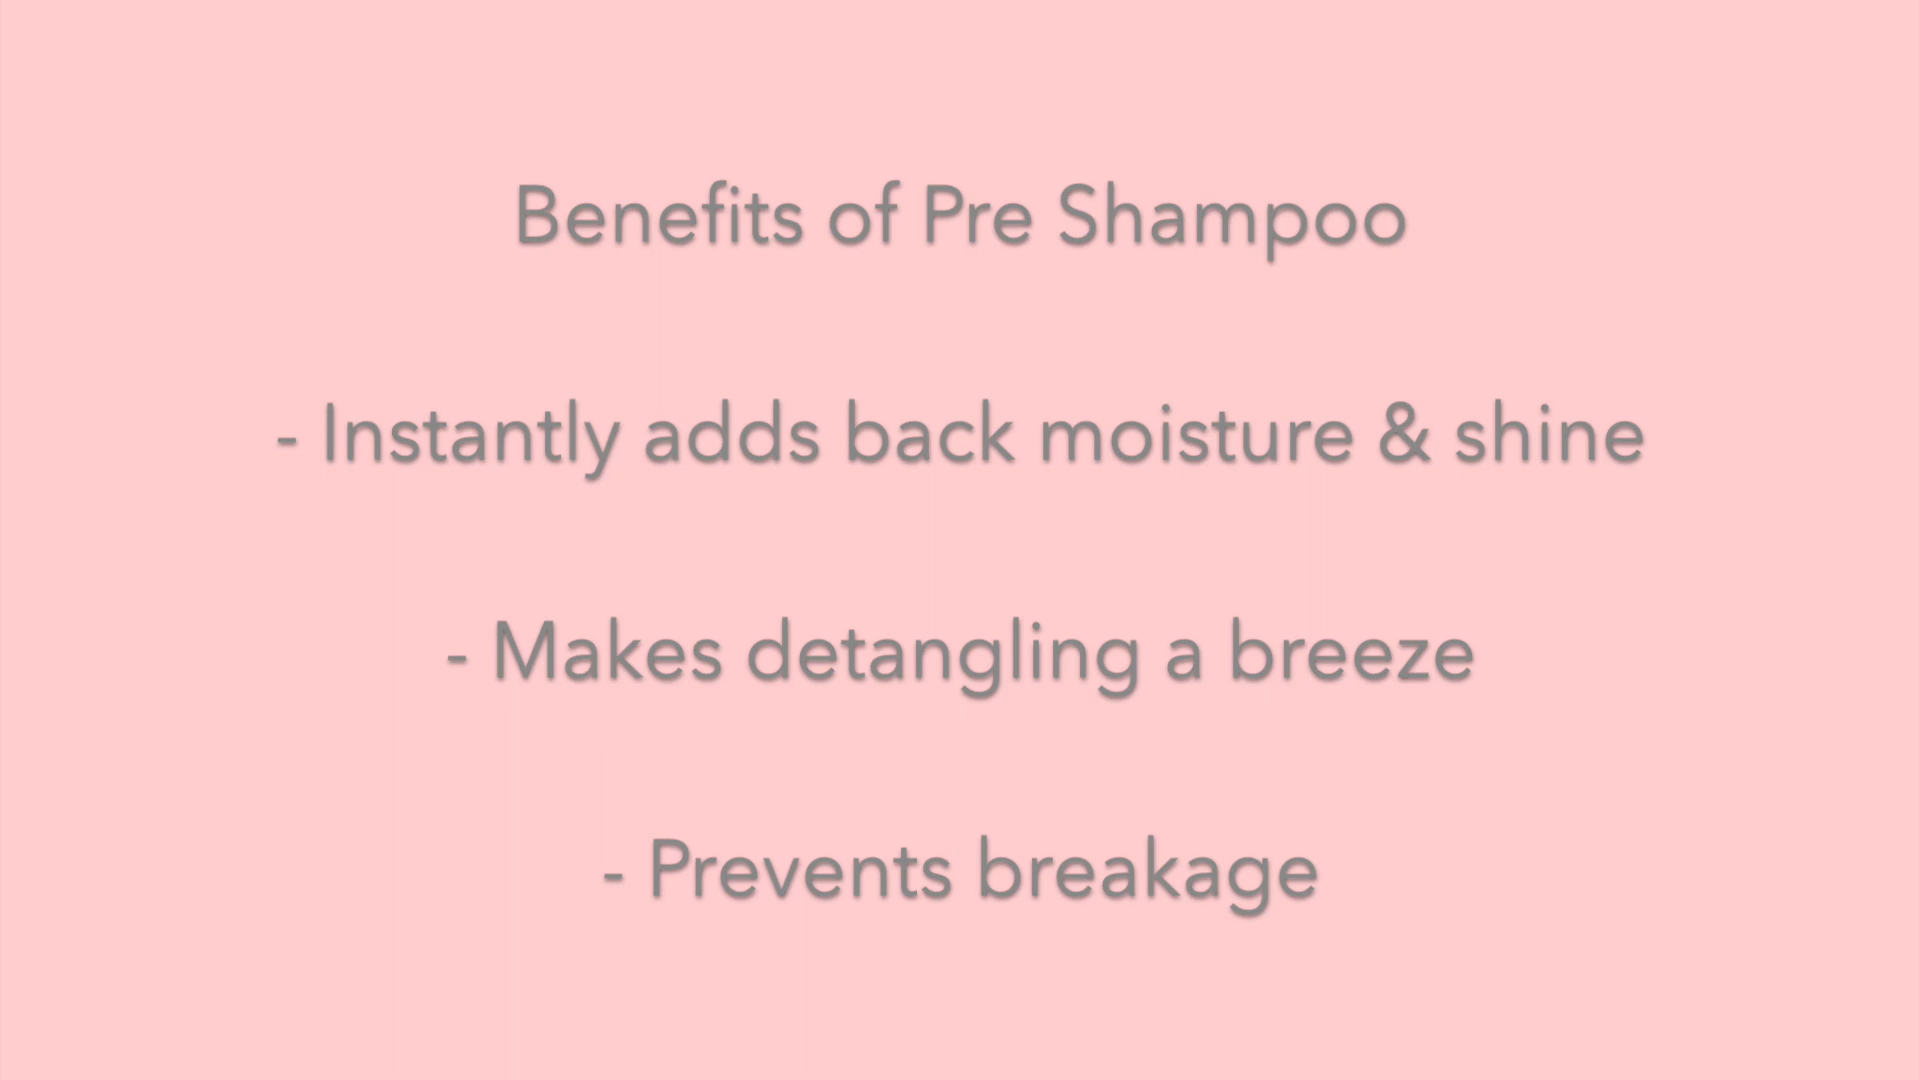 Benefits of Pre Shampoo
- Instantly adds back moisture & shine
- Makes detangling a breeze
- Prevents breakage